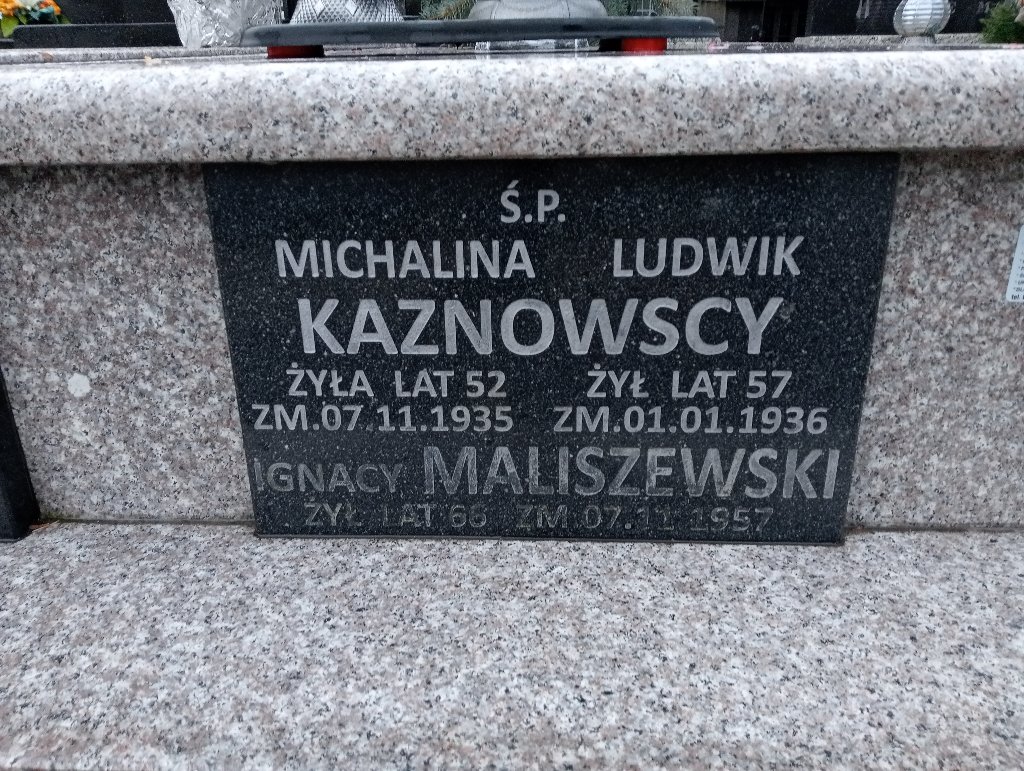 Ś.P.
MICHALINA LUDWIK
KAZNOWSCY
ŻYŁA LAT 52 ŻYŁ LAT 57
ZM.07.11.1935 ZM.01.01.1936
IGNACY MALISZEWSKI
ŻYŁ LAT 66 ZM.07.11.1957